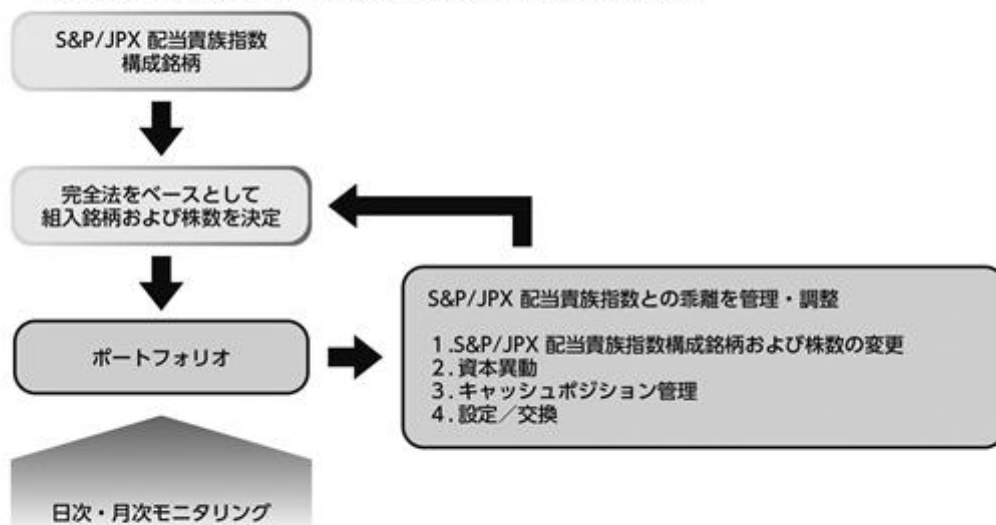 S&P/JPX 配当貴族指数
構成銘柄
完全法をベースとして
組入銘柄および株数を決定
ポートフォリオ
S&P/JPX 配当貴族指数との乖離を管理・調整
1.S&P/JPX 配当貴族指数構成銘柄および株数の変更
2.資本異動
3.キャッシュポジション管理
4.設定／交換
日次・月次モニタリング